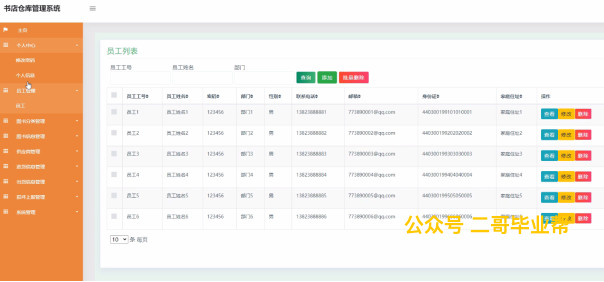 书店仓库管理系统
主页
个人中心
修改密码
个人信息
员工管理
员工
图书分类管理
图书信息管理
供应商管理
进货信息管理
出货信息管理
系统管理
员工列表
员工工号 员工姓名 部门
查询 添加 批量删除
员工工号 员工姓名 密码 部门 性别 联系电话 邮箱 身份证 家庭住址 操作
员工1 员工姓名1 123456 部门1 男 13823888881 773890001@qq.com 440300199101010001 家庭住址1 查看 修改 删除
员工2 员工姓名2 123456 部门2 男 13823888882 773890002@qq.com 440300199202020002 家庭住址2 查看 修改 删除
员工3 员工姓名3 123456 部门3 男 13823888883 773890003@qq.com 440300199303030003 家庭住址3 查看 修改 删除
员工4 员工姓名4 123456 部门4 男 13823888884 773890004@qq.com 440300199404040004 家庭住址4 查看 修改 删除
员工5 员工姓名5 123456 部门5 男 13823888885 773890005@qq.com 440300199505050005 家庭住址5 查看 修改 删除
员工6 员工姓名6 123456 部门6 男 13823888886 773890006@qq.com 查看 删除
公众号 二哥毕业帮
10 条 每页